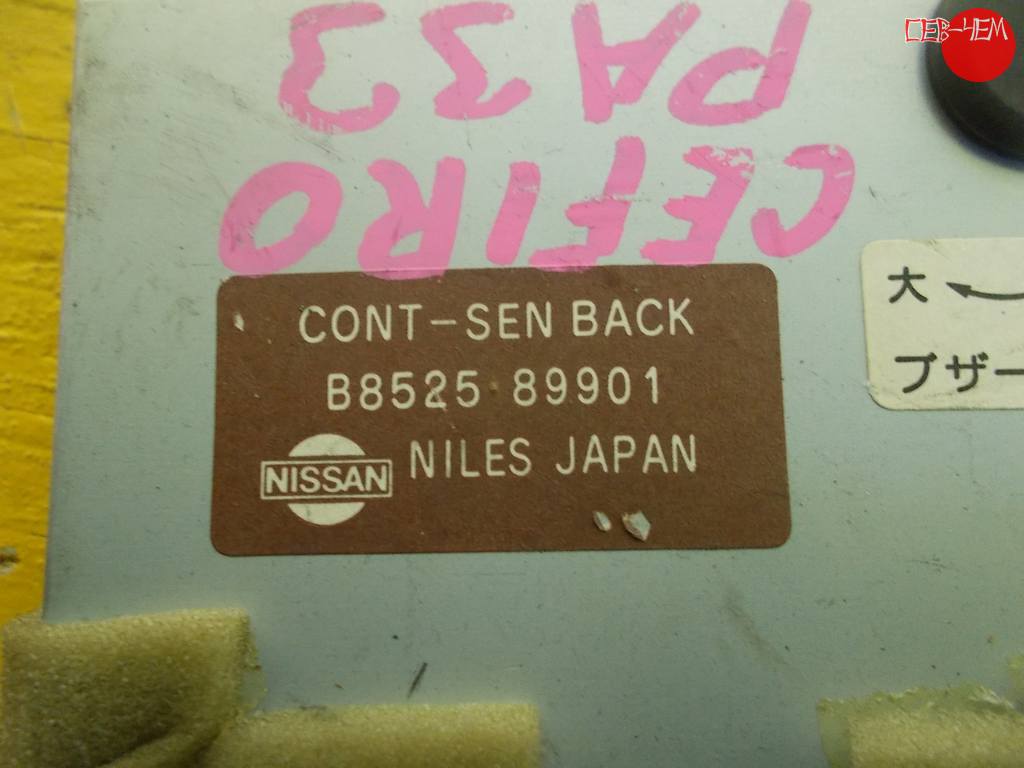 СЕВ-ЧЕМ
PA33
CEFIRO
CONT-SEN BACK
B8525 89901
NISSAN
NILES JAPAN
大
ブザー